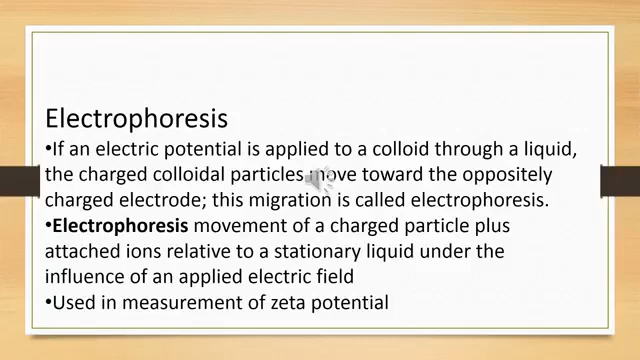 Electrophoresis
•If an electric potential is applied to a colloid through a liquid,
the charged colloidal particles move toward the oppositely
charged electrode; this migration is called electrophoresis.
•Electrophoresis movement of a charged particle plus
attached ions relative to a stationary liquid under the
influence of an applied electric field
•Used in measurement of zeta potential